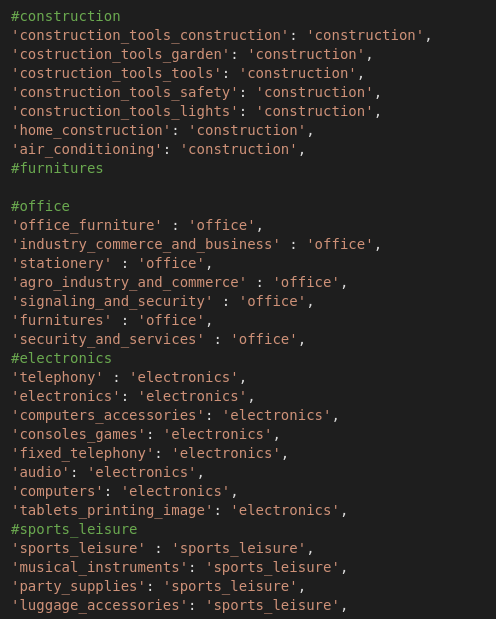 #construction
'construction_tools_construction': 'construction',
'costruction_tools_garden': 'construction',
'costruction_tools_tools': 'construction',
'construction_tools_safety': 'construction',
'construction_tools_lights': 'construction',
'home_construction': 'construction',
'air_conditioning': 'construction',
#furnitures
#office
'office_furniture' : 'office',
'industry_commerce_and_business' : 'office',
'stationery' : 'office',
'agro_industry_and_commerce' : 'office',
'signaling_and_security' : 'office',
'furnitures' : 'office',
'security_and_services' : 'office',
#electronics
'telephony' : 'electronics',
'electronics': 'electronics',
'computers_accessories': 'electronics',
'consoles_games': 'electronics',
'fixed_telephony': 'electronics',
'audio': 'electronics',
'computers': 'electronics',
'tablets_printing_image': 'electronics',
#sports_leisure
'sports_leisure' : 'sports_leisure',
'musical_instruments': 'sports_leisure',
'party_supplies': 'sports_leisure',
'luggage_accessories': 'sports_leisure',